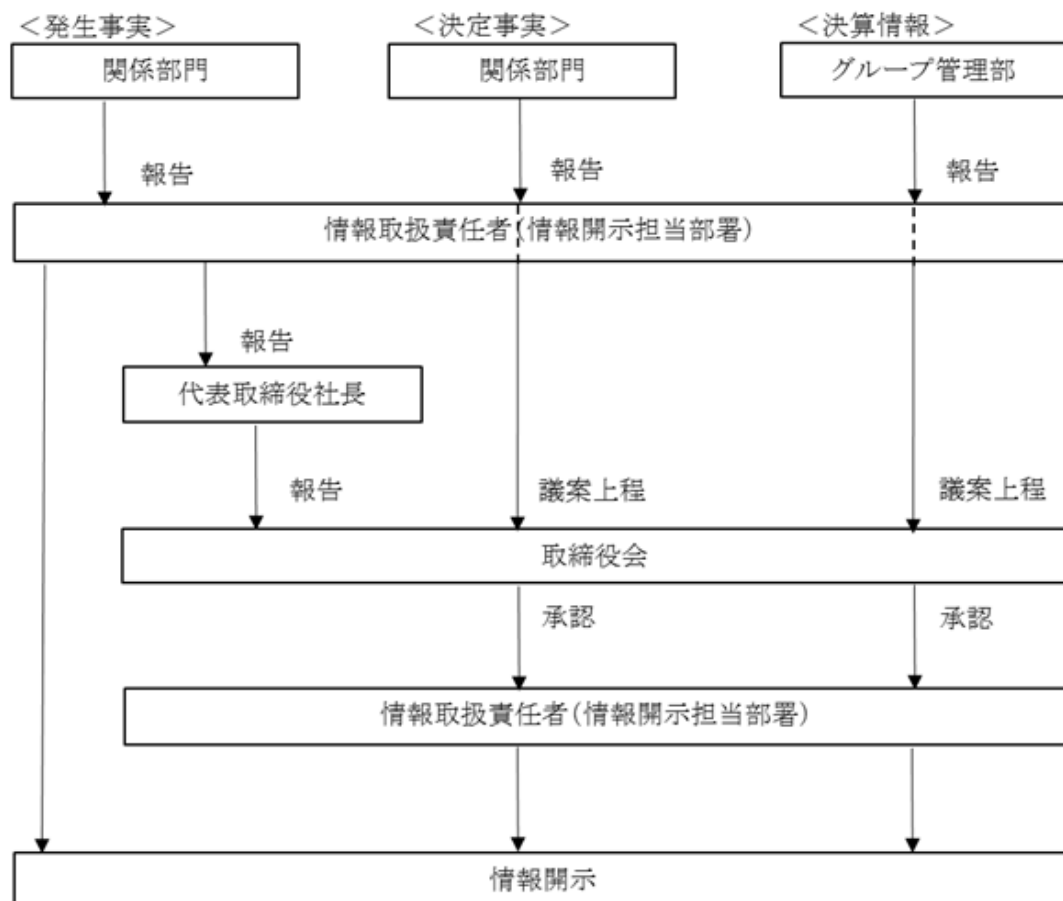 ＜発生事実＞ ＜決定事実＞ ＜決算情報＞
関係部門 関係部門 グループ管理部
報告 報告 報告
情報取扱責任者(情報開示担当部署)
報告
代表取締役社長
報告 議案上程 議案上程
取締役会
承認 承認
情報取扱責任者(情報開示担当部署)
情報開示